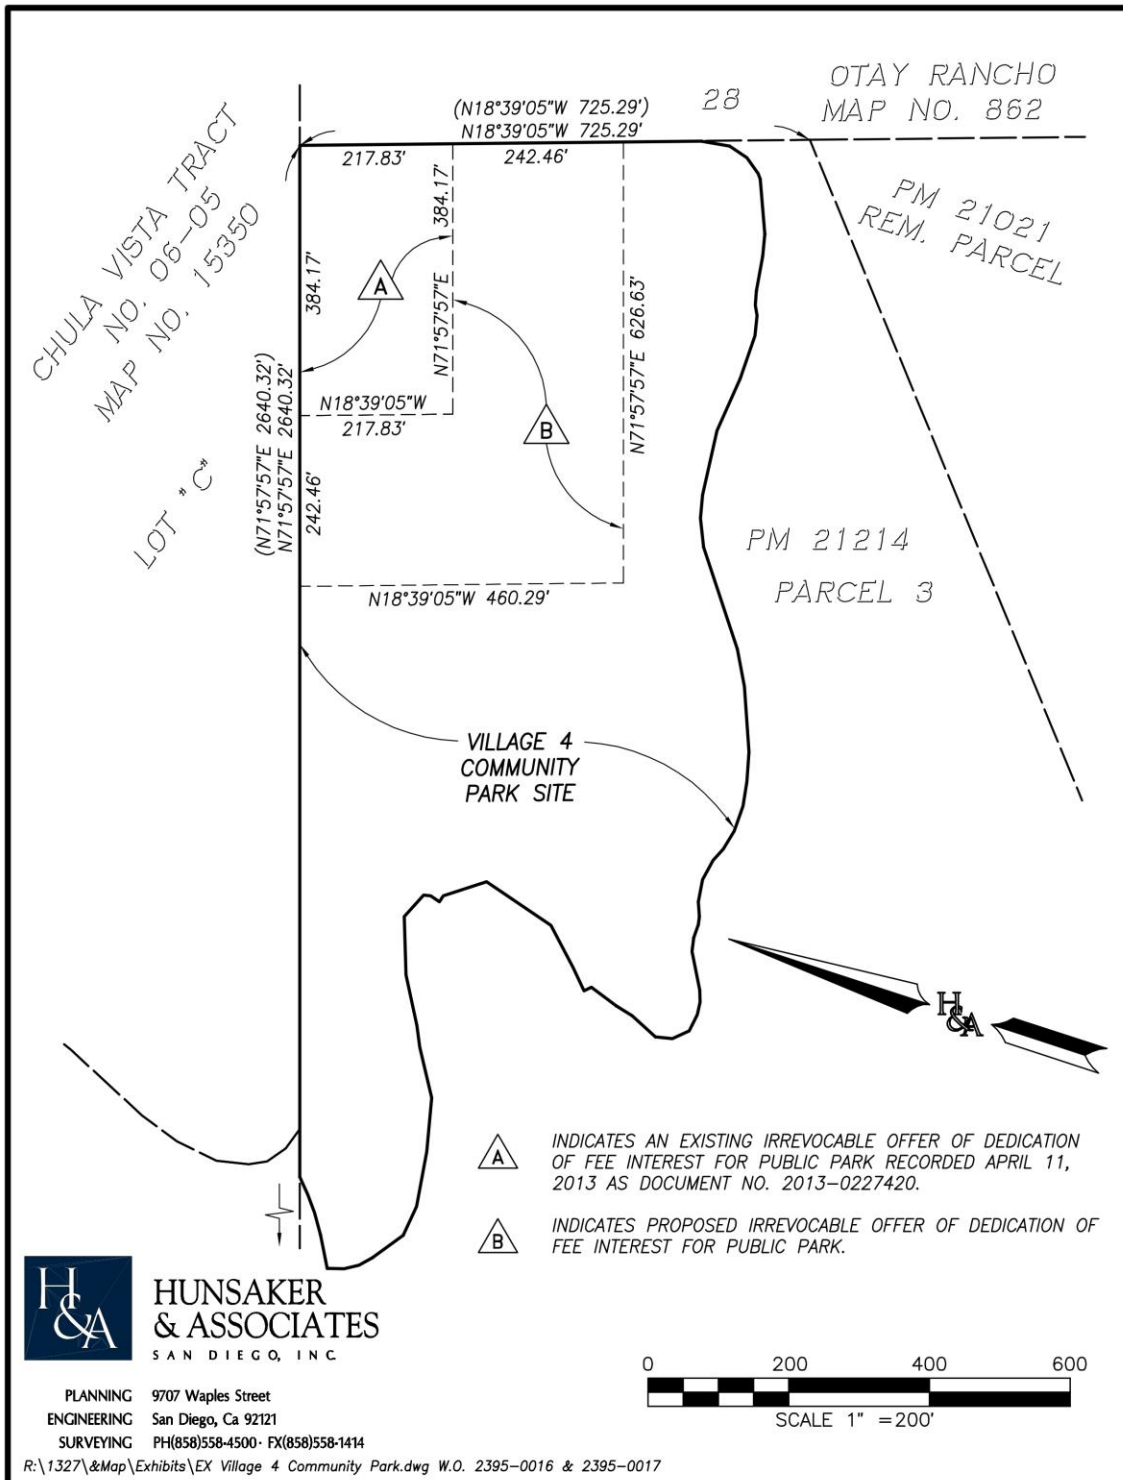 OTAY RANCHO
MAP NO. 862
28
(N18°39'05"W 725.29')
N18°39'05"W 725.29'
217.83'
242.46'
CHULA VISTA TRACT
NO. 06-05
MAP NO. 15350
PM 21021
REM. PARCEL
384.17'
384.17'
N71°57'57"E
A
N71°57'57"E 626.63'
(N71°57'57"E 2640.32')
N71°57'57"E 2640.32'
N18°39'05"W
217.83'
B
242.46'
LOT "C"
PM 21214
PARCEL 3
N18°39'05"W 460.29'
VILLAGE 4
COMMUNITY
PARK SITE
H&A
A
INDICATES AN EXISTING IRREVOCABLE OFFER OF DEDICATION
OF FEE INTEREST FOR PUBLIC PARK RECORDED APRIL 11,
2013 AS DOCUMENT NO. 2013-0227420.
B
INDICATES PROPOSED IRREVOCABLE OFFER OF DEDICATION OF
FEE INTEREST FOR PUBLIC PARK.
H&A
HUNSAKER
& ASSOCIATES
SAN DIEGO, INC
PLANNING 9707 Waples Street
ENGINEERING San Diego, Ca 92121
SURVEYING PH(858)558-4500 · FX(858)558-1414
0 200 400 600
SCALE 1" =200'
R:\1327\&Map\Exhibits\EX Village 4 Community Park.dwg W.O. 2395-0016 & 2395-0017